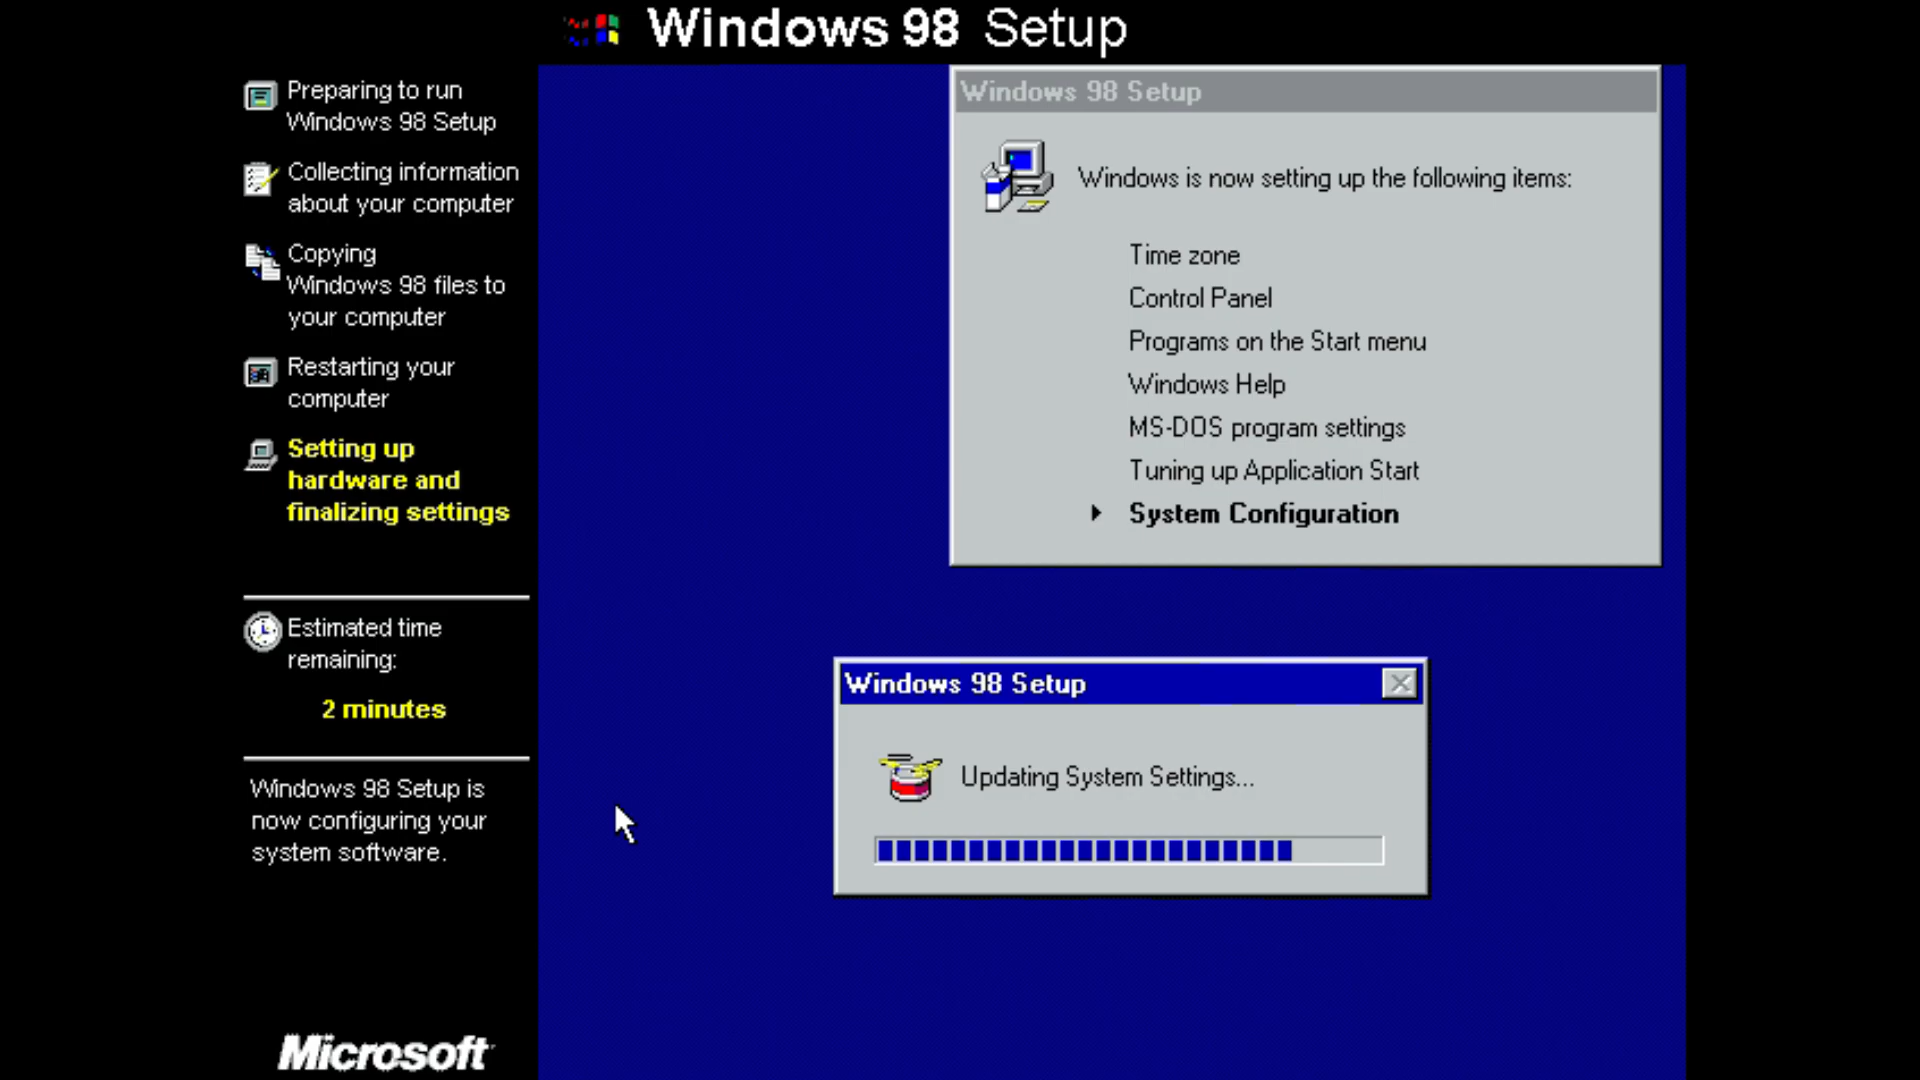 Windows 98 Setup
Preparing to run
Windows 98 Setup
Collecting information
about your computer
Copying
Windows 98 files to
your computer
Restarting your
computer
Setting up
hardware and
finalizing settings
Estimated time
remaining:
2 minutes
Windows 98 Setup is
now configuring your
system software.
Microsoft
Windows 98 Setup
Windows is now setting up the following items:
Time zone
Control Panel
Programs on the Start menu
Windows Help
MS-DOS program settings
Tuning up Application Start
System Configuration
Windows 98 Setup
Updating System Settings...